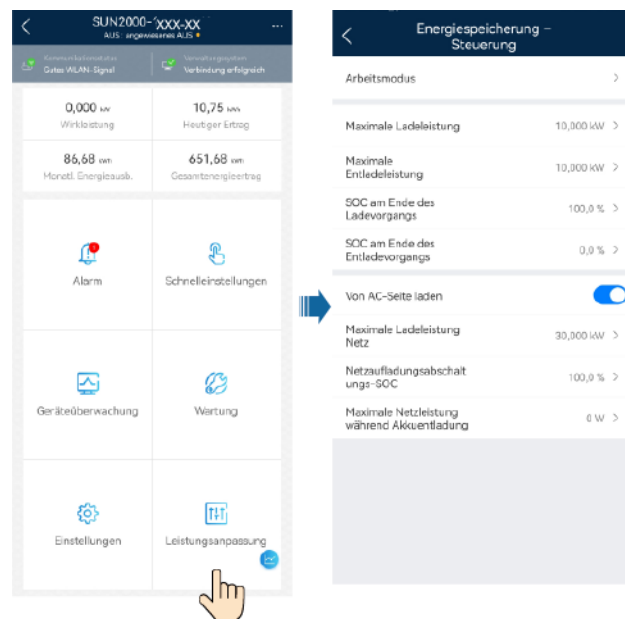 SUN2000-XXX-XX
AUS: angewiesenes AUS
Kommunikationsstatus
Gutes WLAN-Signal
Verwaltungssystem
Verbindung erfolgreich
0,000 kW
Wirkleistung
10,75 kWh
Heutiger Ertrag
86,68 kWh
Monatl. Energieausb.
651,68 kWh
Gesamtenergieertrag
Alarm
Schnelleinstellungen
Geräteüberwachung
Wartung
Einstellungen
Leistungsanpassung
Energiespeicherung –
Steuerung
Arbeitsmodus
Maximale Ladeleistung
10,000 kW
Maximale
Entladeleistung
10,000 kW
SOC am Ende des
Ladevorgangs
100,0 %
SOC am Ende des
Entladevorgangs
0,0 %
Von AC-Seite laden
Maximale Ladeleistung
Netz
30,000 kW
Netzaufladungsabschalt
ungs-SOC
100,0 %
Maximale Netzleistung
während Akkuentladung
0 W